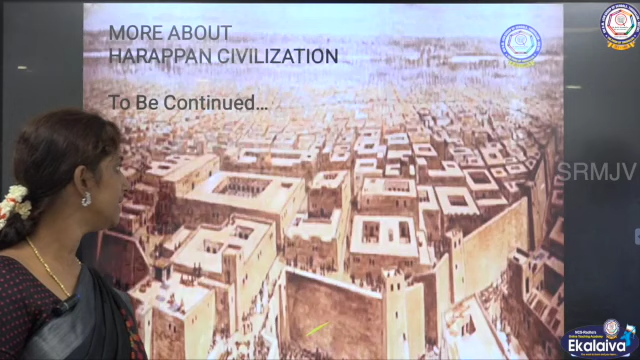 MORE ABOUT
HARAPPAN CIVILIZATION
To Be Continued...
SRMJV
Ekalaiva